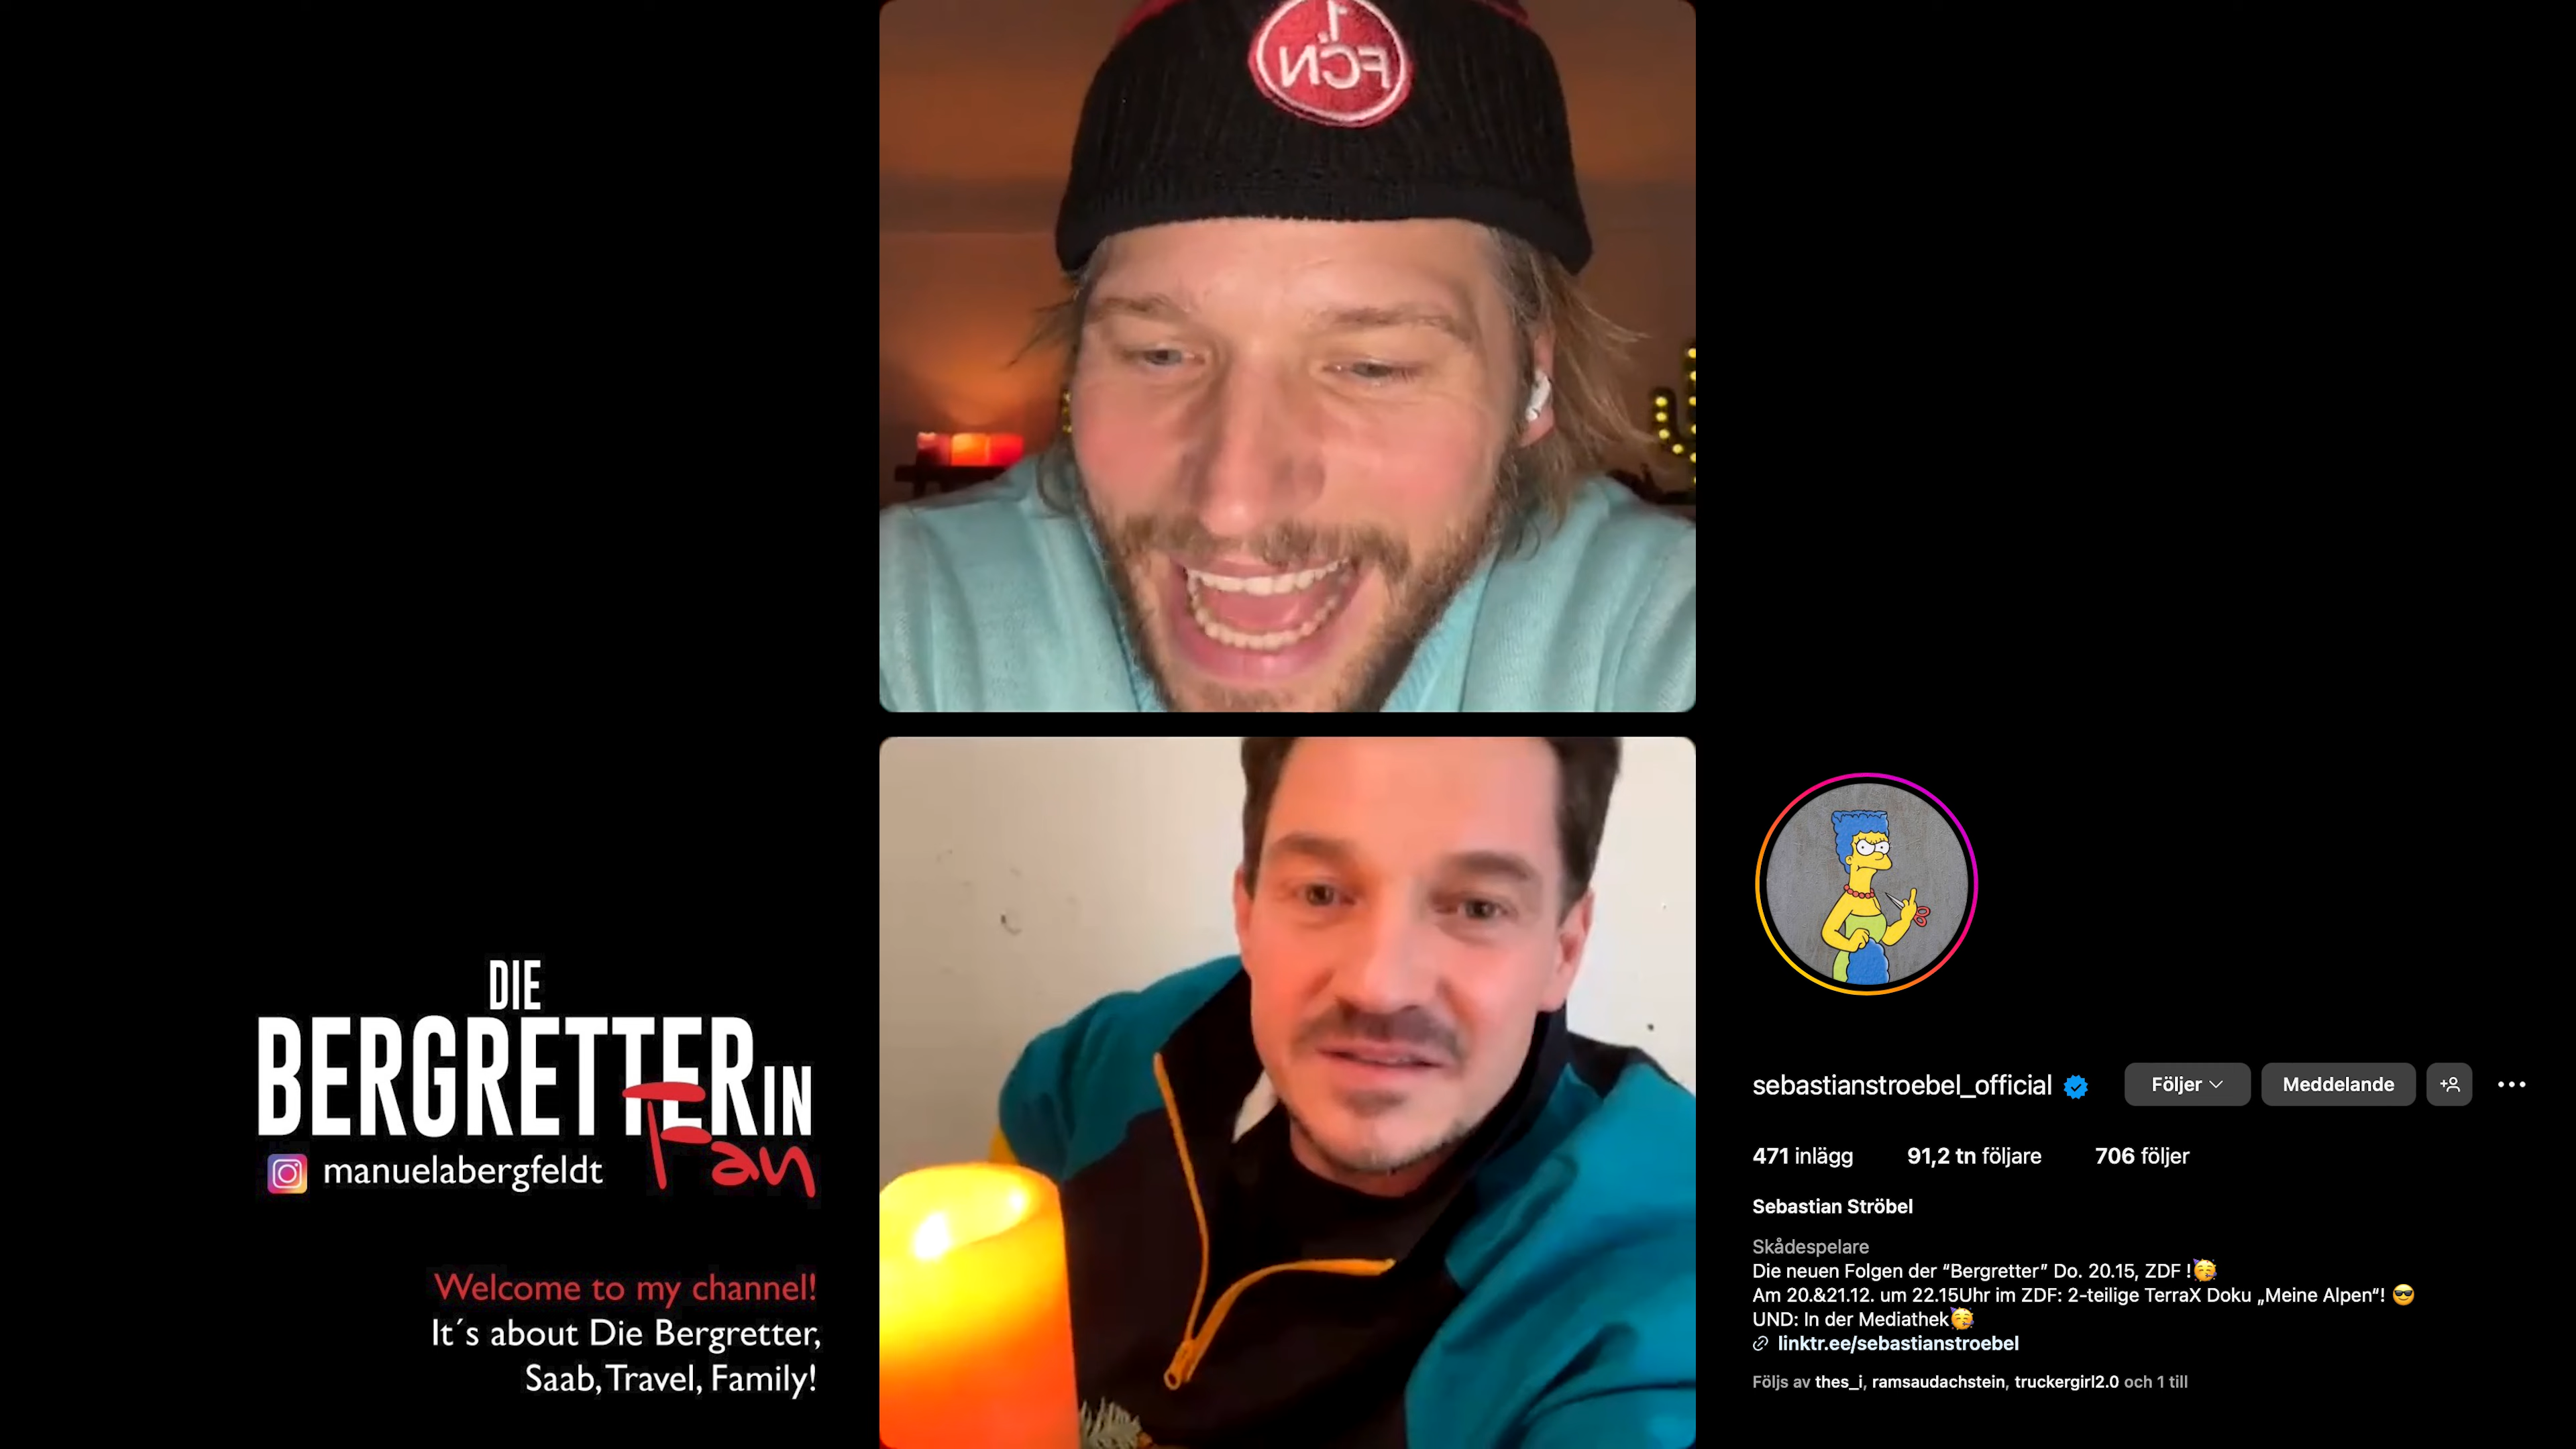 1.
FCN
DIE
BERGRETTERIN
Fan
manuelabergfeldt
Welcome to my channel!
It´s about Die Bergretter,
Saab, Travel, Family!
sebastianstroebel_official
Följer
Meddelande
471 inlägg 91,2 tn följare 706 följer
Sebastian Ströbel
Skådespelare
Die neuen Folgen der “Bergretter” Do. 20.15, ZDF !🥳
Am 20.&21.12. um 22.15Uhr im ZDF: 2-teilige TerraX Doku „Meine Alpen“! 😎
UND: In der Mediathek🥳
linktr.ee/sebastianstroebel
Följs av thes_i, ramsaudachstein, truckergirl2.0 och 1 till